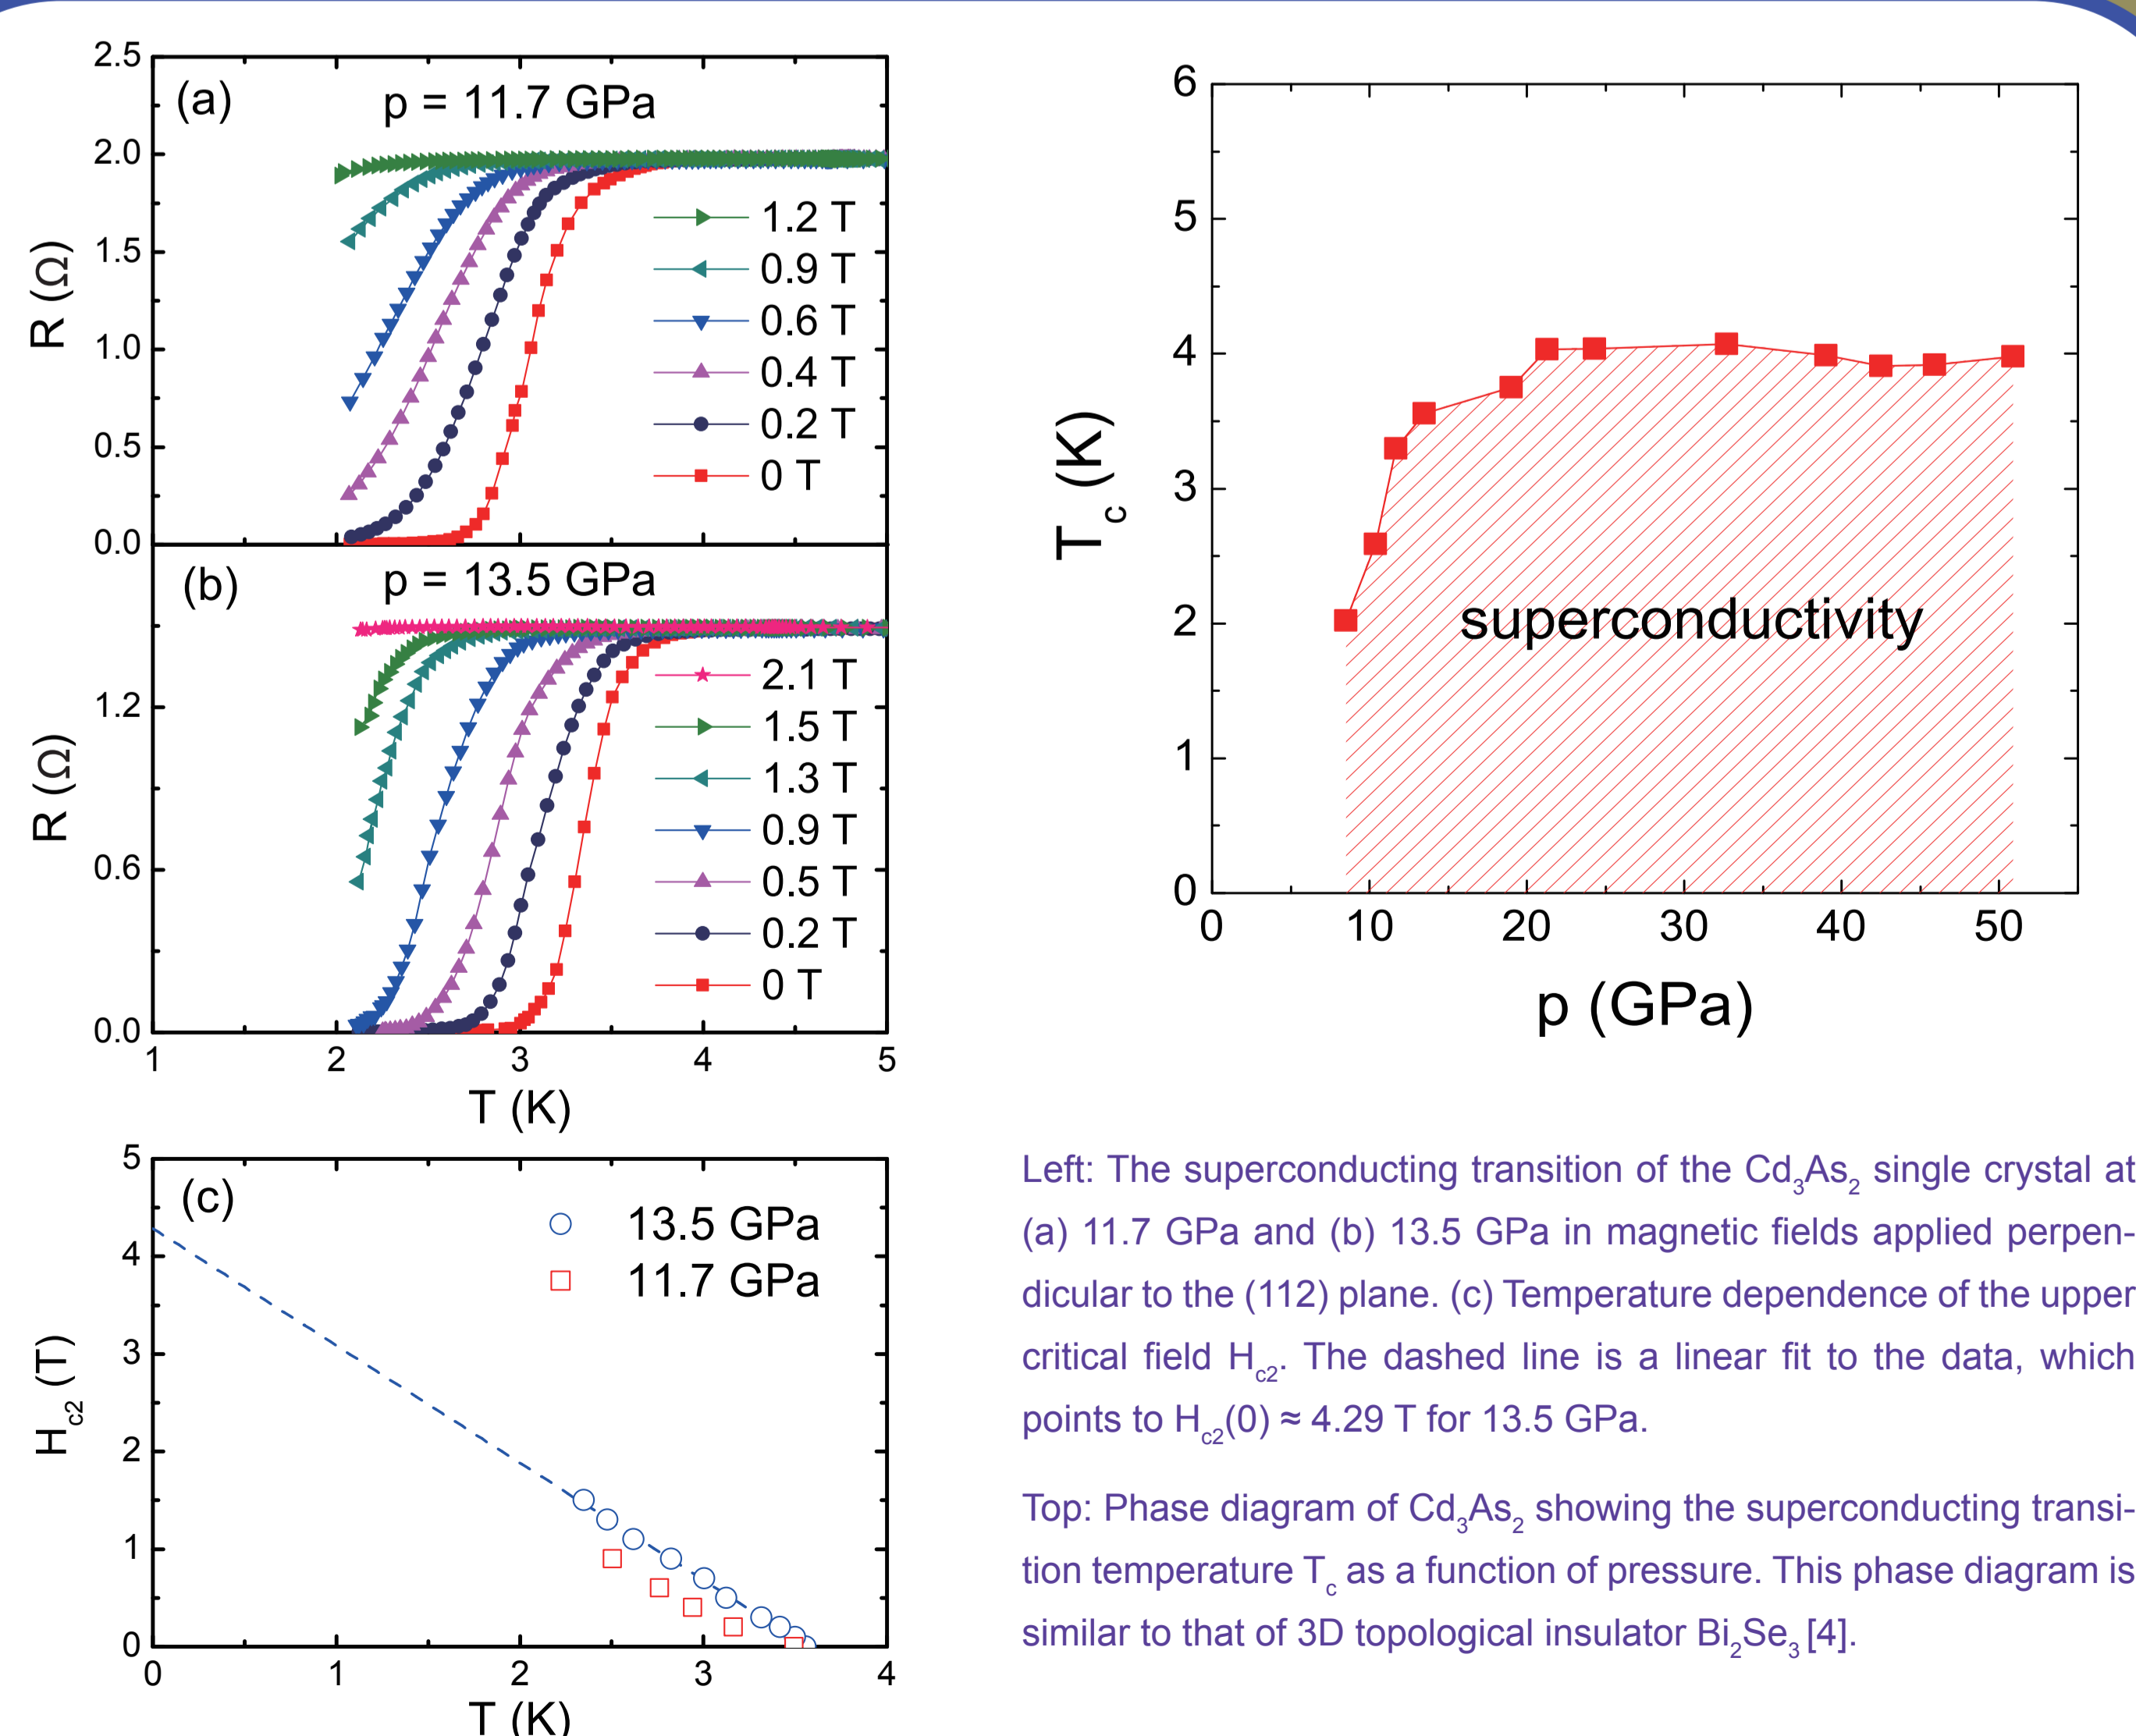 (a)
p = 11.7 GPa
2.5
2.0
1.5
1.0
0.5
0.0
R (Ω)
1.2 T
0.9 T
0.6 T
0.4 T
0.2 T
0 T
(b)
p = 13.5 GPa
1.2
0.6
0.0
R (Ω)
2.1 T
1.5 T
1.3 T
0.9 T
0.5 T
0.2 T
0 T
1 2 3 4 5
T (K)
(c)
5
4
3
2
1
0
H_c2 (T)
13.5 GPa
11.7 GPa
0 1 2 3 4
T (K)
6
5
4
3
2
1
0
T_c (K)
superconductivity
0 10 20 30 40 50
p (GPa)
Left: The superconducting transition of the Cd₃As₂ single crystal at
(a) 11.7 GPa and (b) 13.5 GPa in magnetic fields applied perpen-
dicular to the (112) plane. (c) Temperature dependence of the upper
critical field H_c2. The dashed line is a linear fit to the data, which
points to H_c2(0) ≈ 4.29 T for 13.5 GPa.
Top: Phase diagram of Cd₃As₂ showing the superconducting transi-
tion temperature T_c as a function of pressure. This phase diagram is
similar to that of 3D topological insulator Bi₂Se₃ [4].